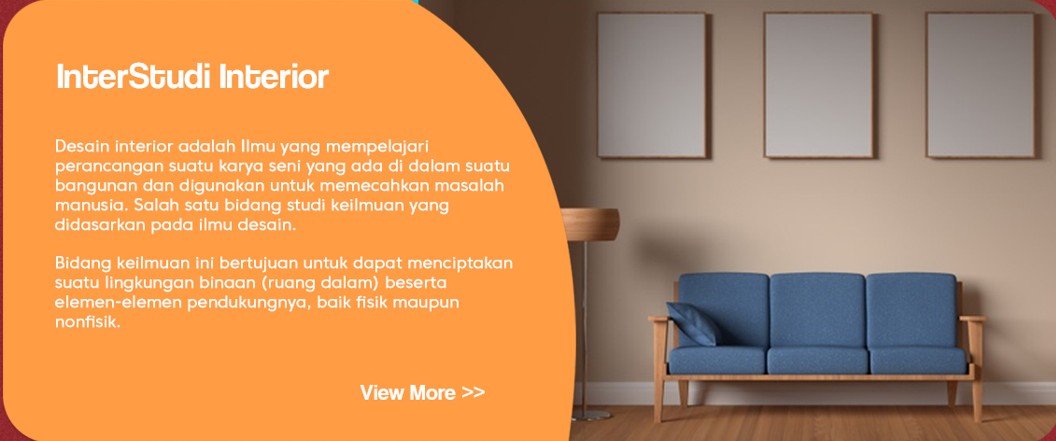 InterStudi Interior
Desain interior adalah Ilmu yang mempelajari
perancangan suatu karya seni yang ada di dalam suatu
bangunan dan digunakan untuk memecahkan masalah
manusia. Salah satu bidang studi keilmuan yang
didasarkan pada ilmu desain.
Bidang keilmuan ini bertujuan untuk dapat menciptakan
suatu lingkungan binaan (ruang dalam) beserta
elemen-elemen pendukungnya, baik fisik maupun
nonfisik.
View More >>